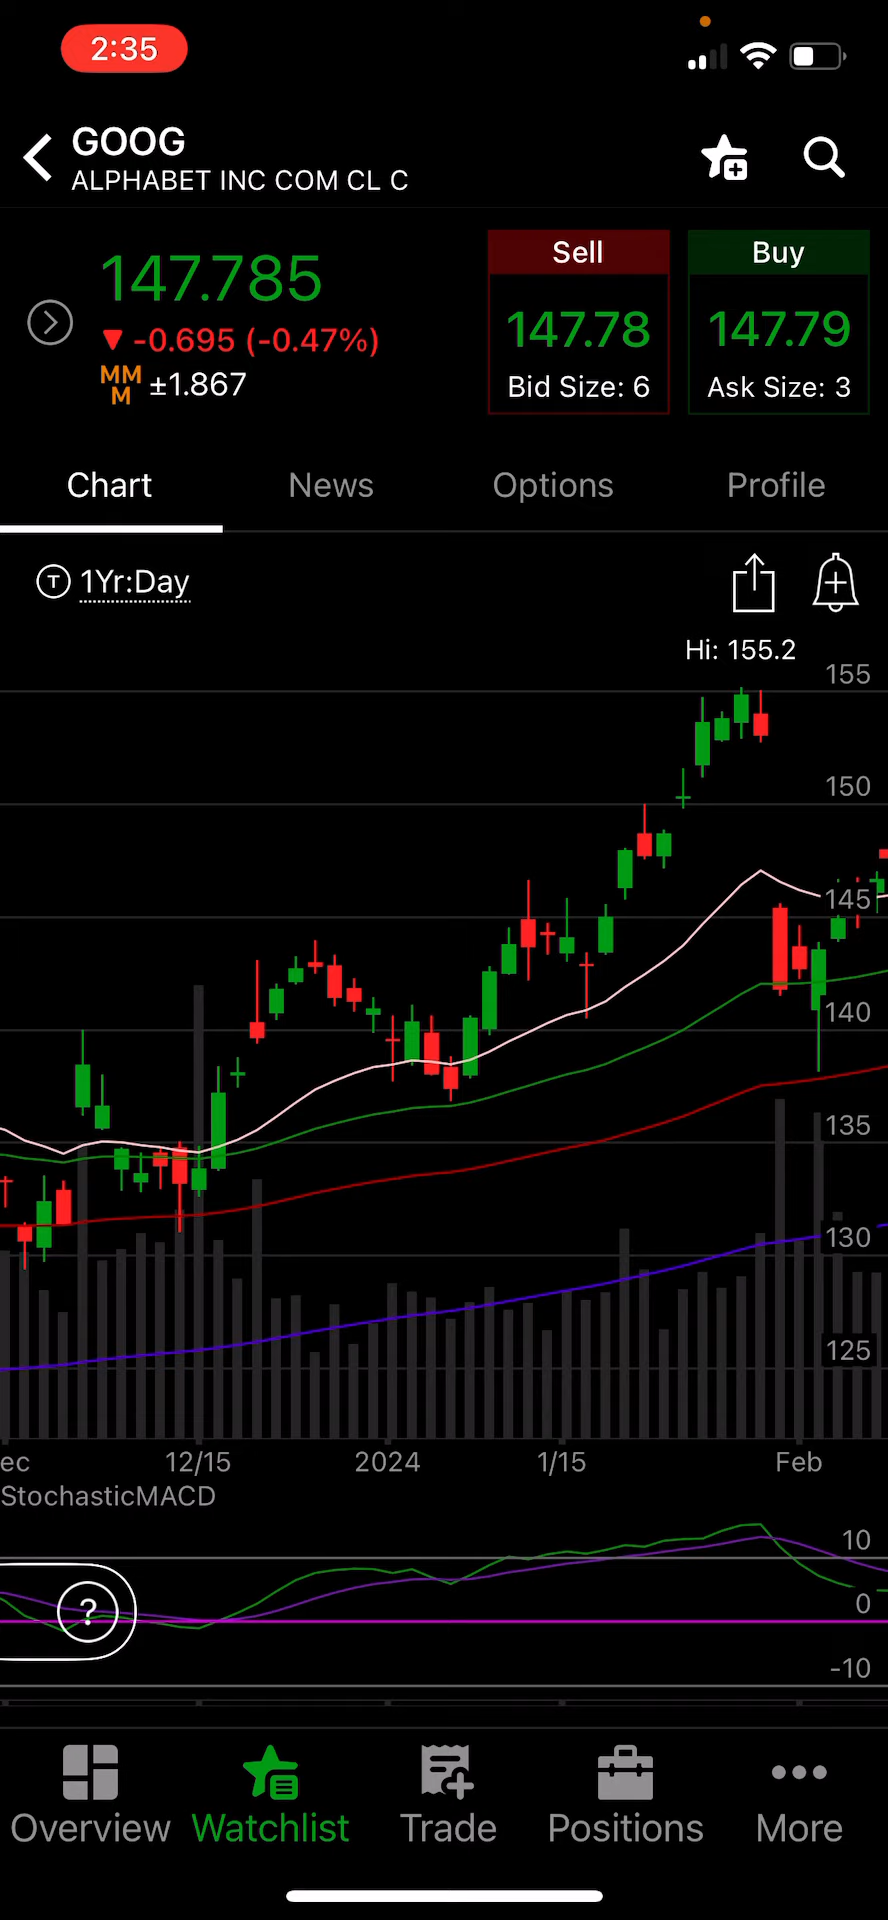 2:35
GOOG
ALPHABET INC COM CL C
147.785
-0.695 (-0.47%)
MM
M
±1.867
Sell
147.78
Bid Size: 6
Buy
147.79
Ask Size: 3
Chart
News
Options
Profile
T 1Yr:Day
Hi: 155.2
155
150
145
140
135
130
125
ec
12/15
2024
1/15
Feb
StochasticMACD
10
0
-10
?
Overview
Watchlist
Trade
Positions
More